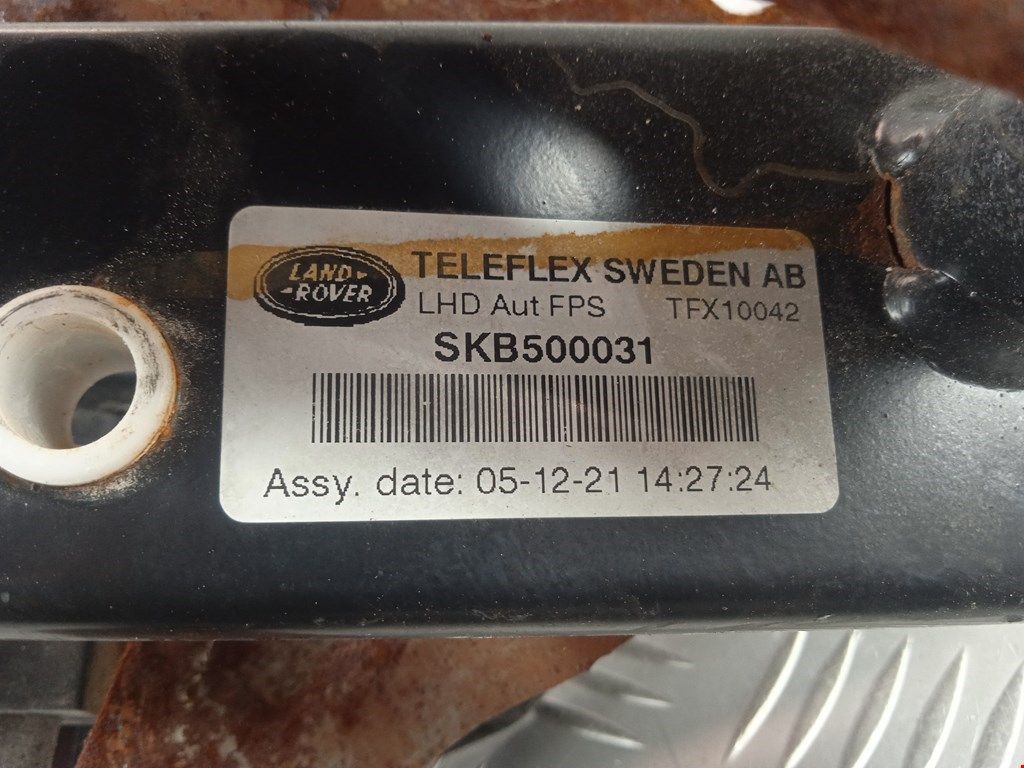 LAND-
-ROVER
TELEFLEX SWEDEN AB
LHD Aut FPS TFX10042
SKB500031
Assy. date: 05-12-21 14:27:24